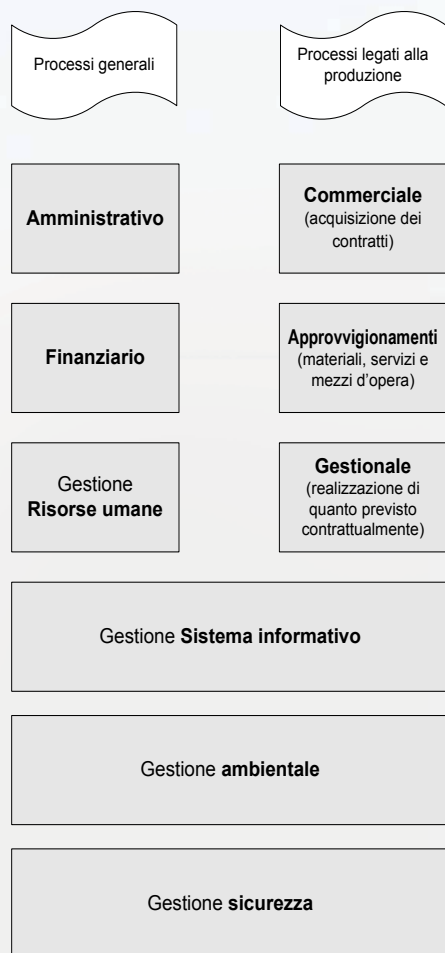 Processi generali
Processi legati alla
produzione
Amministrativo
Commerciale
(acquisizione dei
contratti)
Finanziario
Approvvigionamenti
(materiali, servizi e
mezzi d'opera)
Gestione
Risorse umane
Gestionale
(realizzazione di
quanto previsto
contrattualmente)
Gestione Sistema informativo
Gestione ambientale
Gestione sicurezza